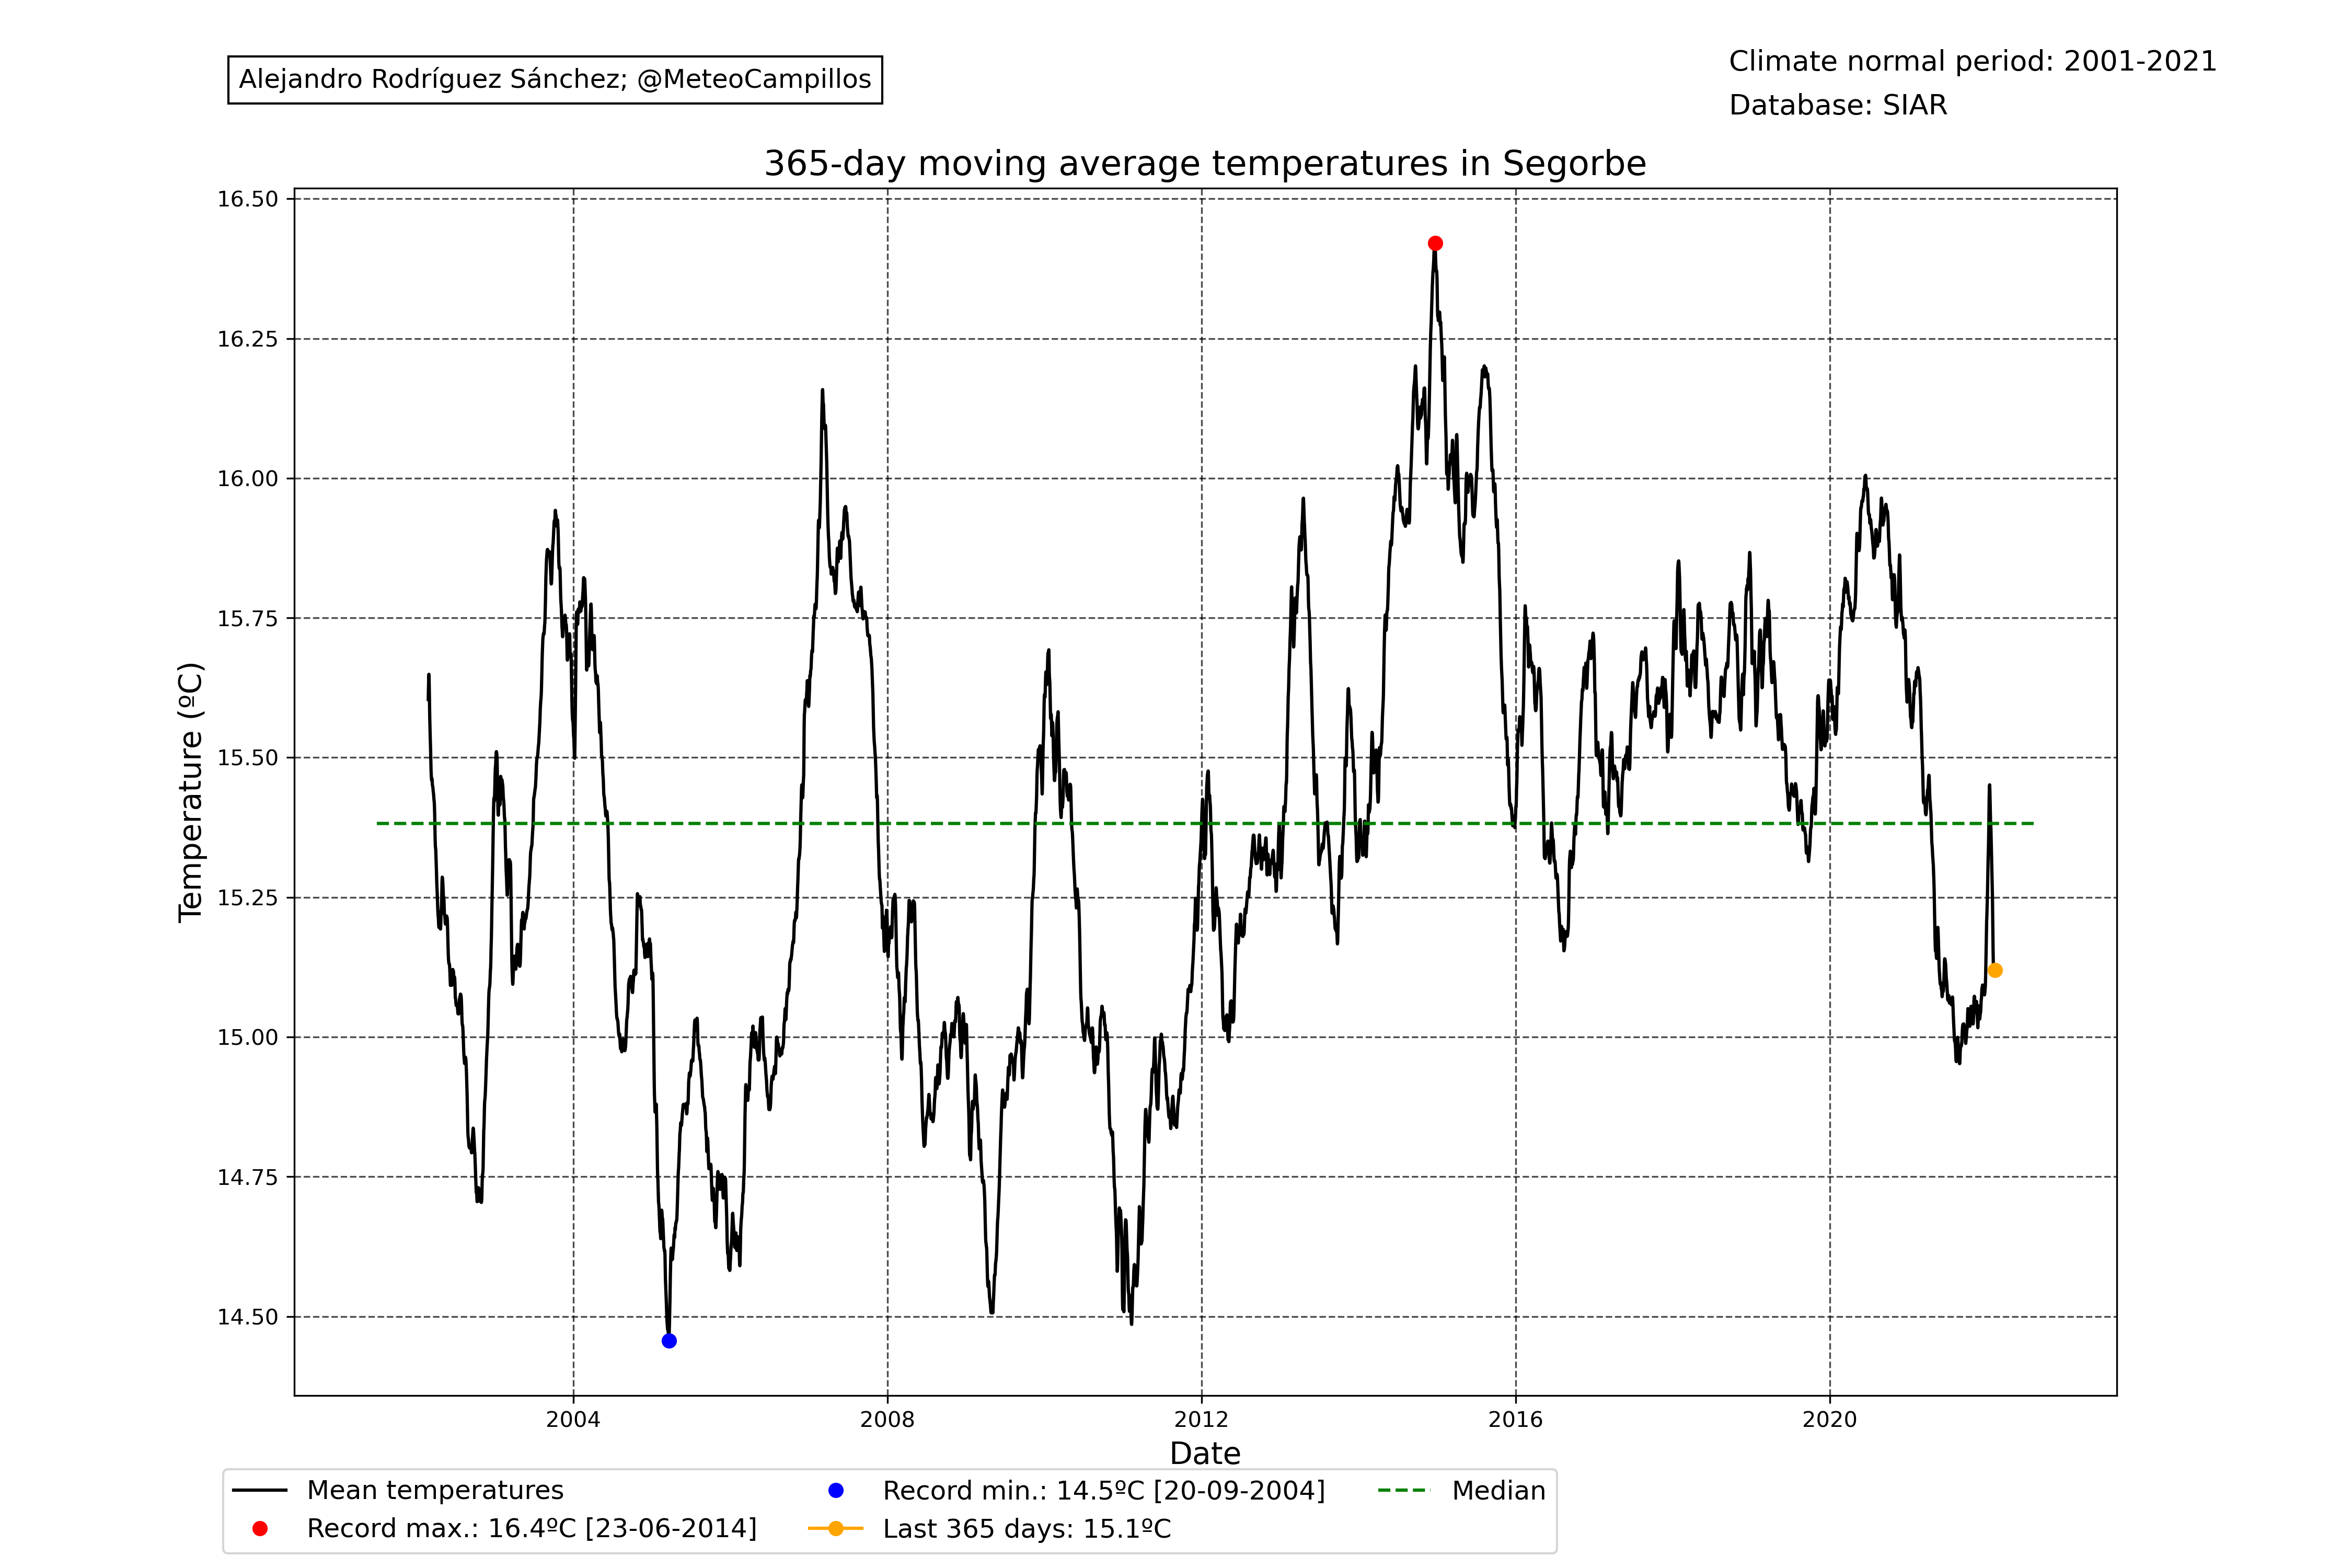 Alejandro Rodríguez Sánchez; @MeteoCampillos
Climate normal period: 2001-2021
Database: SIAR
365-day moving average temperatures in Segorbe
16.50
16.25
16.00
15.75
15.50
15.25
15.00
14.75
14.50
Temperature (ºC)
2004 2008 2012 2016 2020
Date
Mean temperatures
Record max.: 16.4ºC [23-06-2014]
Record min.: 14.5ºC [20-09-2004]
Last 365 days: 15.1ºC
Median